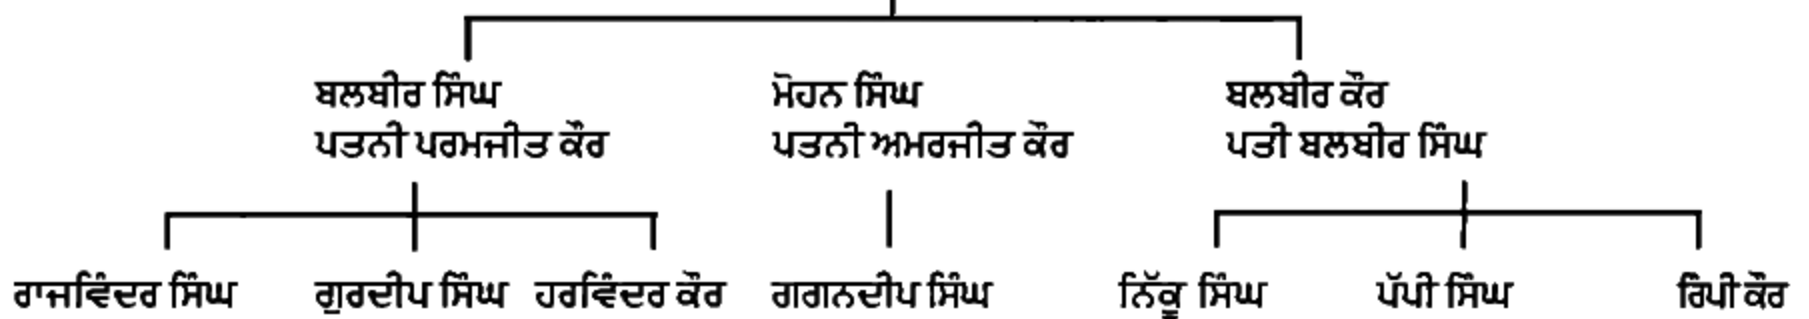 ਬਲਬੀਰ ਸਿੰਘ
ਪਤਨੀ ਪਰਮਜੀਤ ਕੌਰ
ਮੋਹਨ ਸਿੰਘ
ਪਤਨੀ ਅਮਰਜੀਤ ਕੌਰ
ਬਲਬੀਰ ਕੌਰ
ਪਤੀ ਬਲਬੀਰ ਸਿੰਘ
ਰਾਜਵਿੰਦਰ ਸਿੰਘ
ਗੁਰਦੀਪ ਸਿੰਘ
ਹਰਵਿੰਦਰ ਕੌਰ
ਗਗਨਦੀਪ ਸਿੰਘ
ਨਿੱਕੂ ਸਿੰਘ
ਪੱਪੀ ਸਿੰਘ
ਰਿੰਪੀ ਕੌਰ